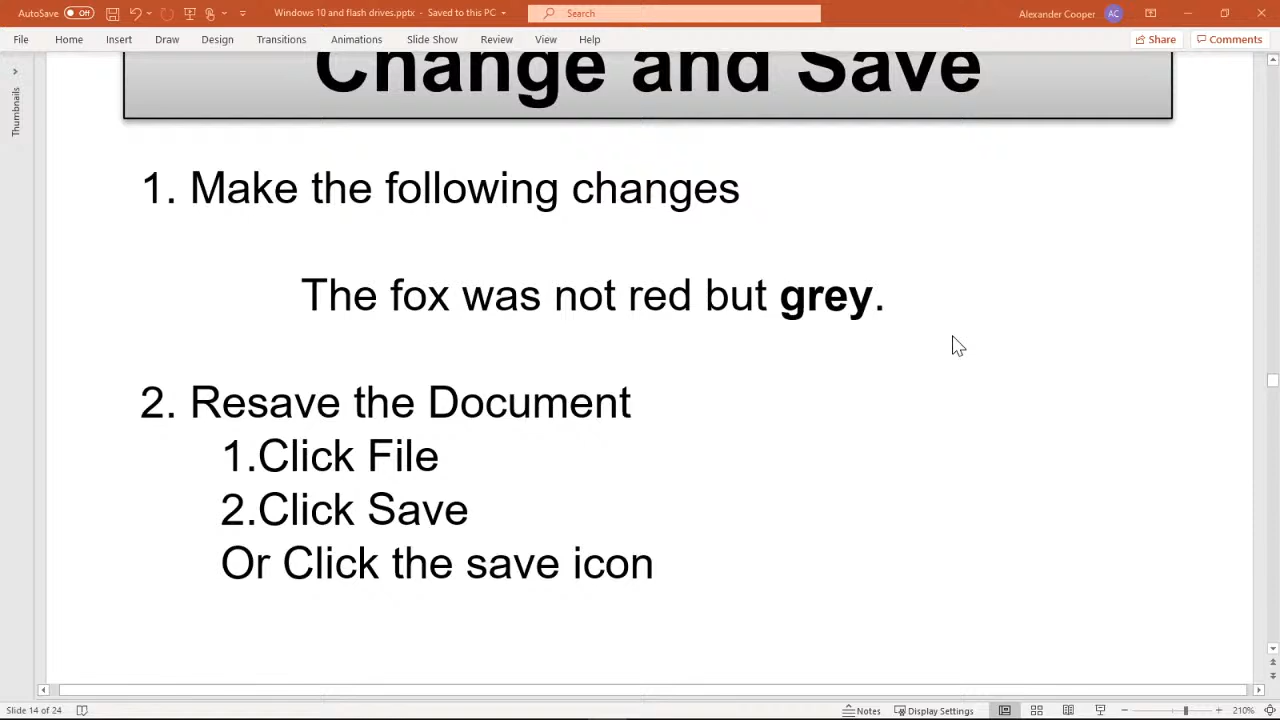 AutoSave Off Windows 10 and flash drives.pptx - Saved to this PC Search Alexander Cooper AC
File Home Insert Draw Design Transitions Animations Slide Show Review View Help Share Comments
Thumbnails
Change and Save
1. Make the following changes
The fox was not red but grey.
2. Resave the Document
1.Click File
2.Click Save
Or Click the save icon
Slide 14 of 24 Notes Display Settings 210%